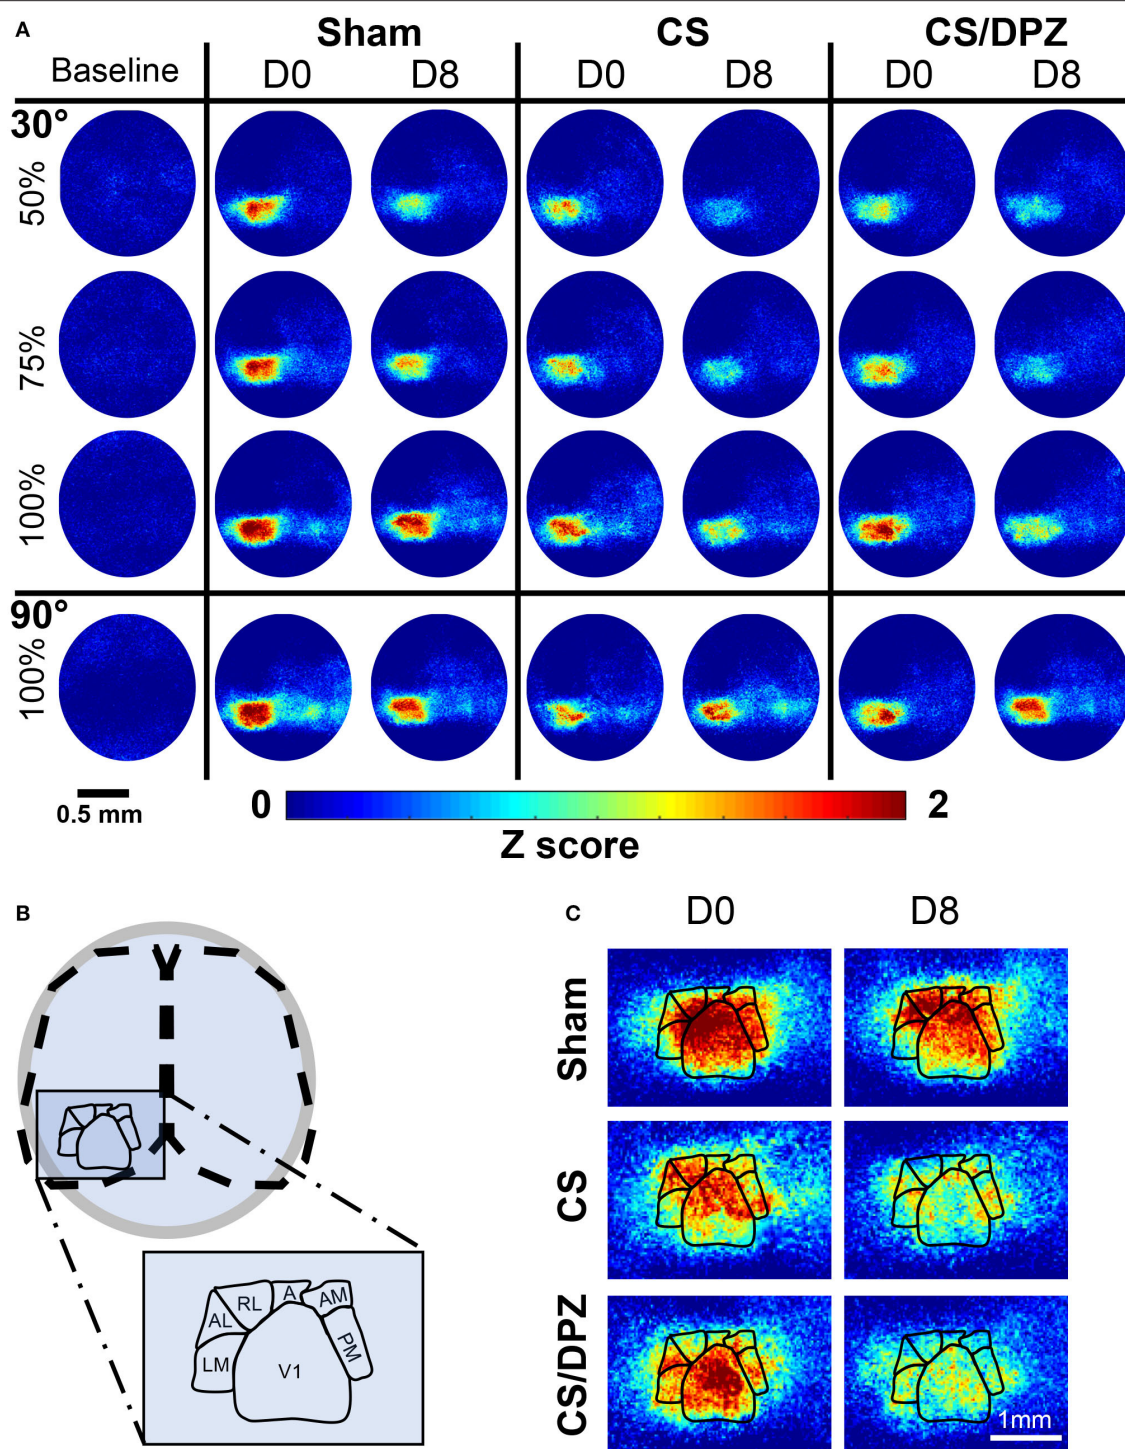 A
Sham CS CS/DPZ
Baseline D0 D8 D0 D8 D0 D8
30°
50%
75%
100%
90°
100%
0.5 mm
0 2
Z score
B
RL A AM
AL
LM V1 PM
C
D0 D8
Sham
CS
CS/DPZ
1mm